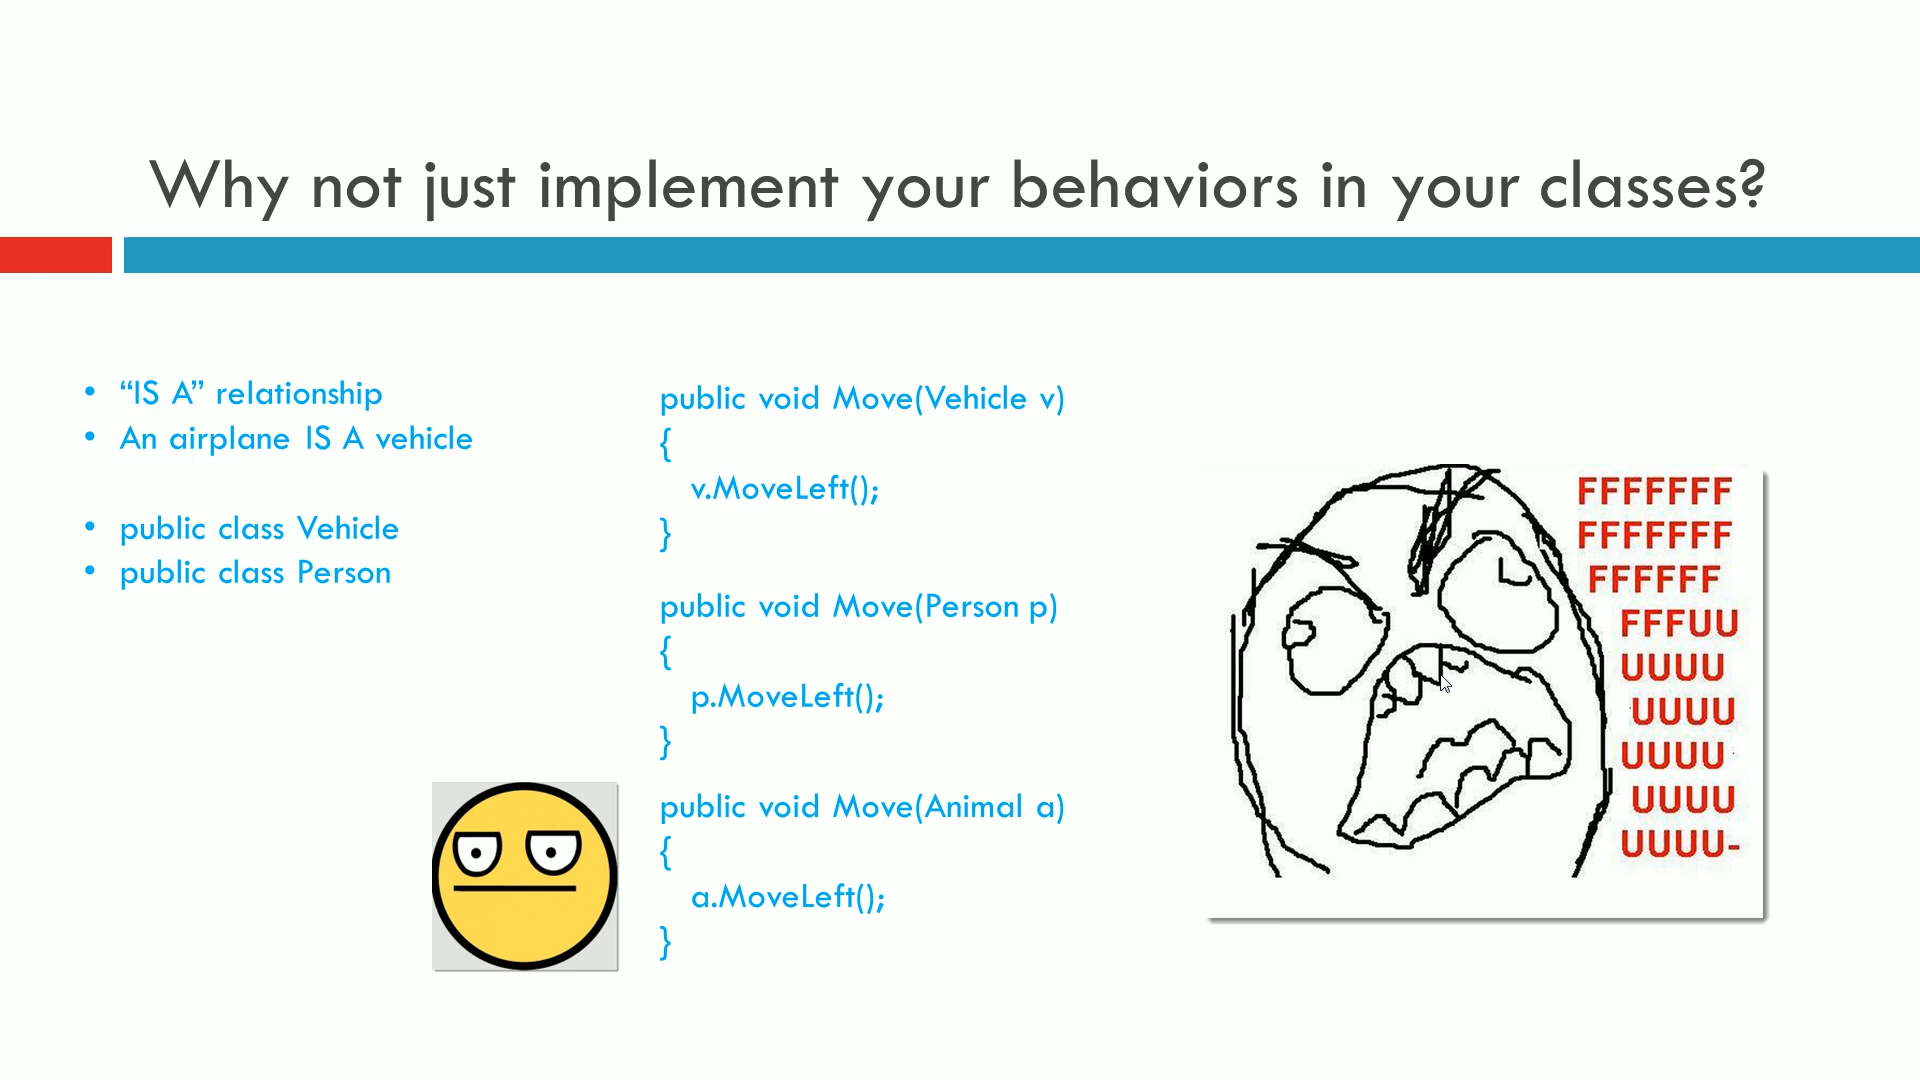 Why not just implement your behaviors in your classes?
• “IS A” relationship
• An airplane IS A vehicle
• public class Vehicle
• public class Person
public void Move(Vehicle v)
{
v.MoveLeft();
}
public void Move(Person p)
{
p.MoveLeft();
}
public void Move(Animal a)
{
a.MoveLeft();
}
FFFFFFF
FFFFFFF
FFFFFF
FFFUU
UUUU
UUUU
UUUU
UUUU
UUUU-